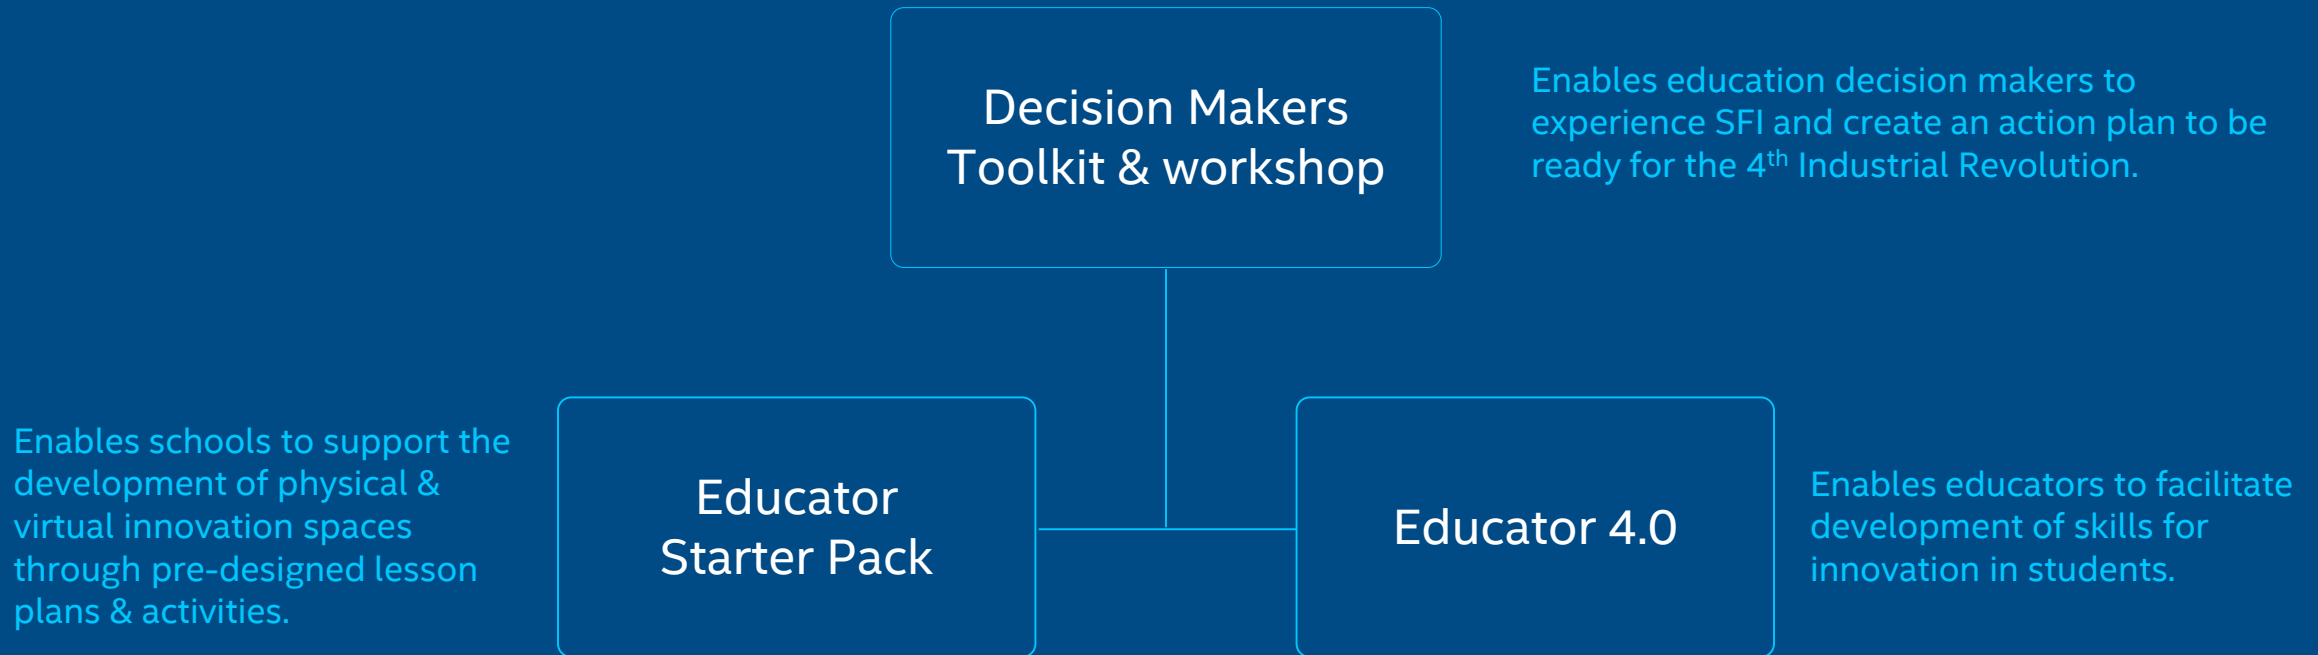 Decision Makers
Toolkit & workshop
Enables education decision makers to
experience SFI and create an action plan to be
ready for the 4th Industrial Revolution.
Enables schools to support the
development of physical &
virtual innovation spaces
through pre-designed lesson
plans & activities.
Educator
Starter Pack
Educator 4.0
Enables educators to facilitate
development of skills for
innovation in students.